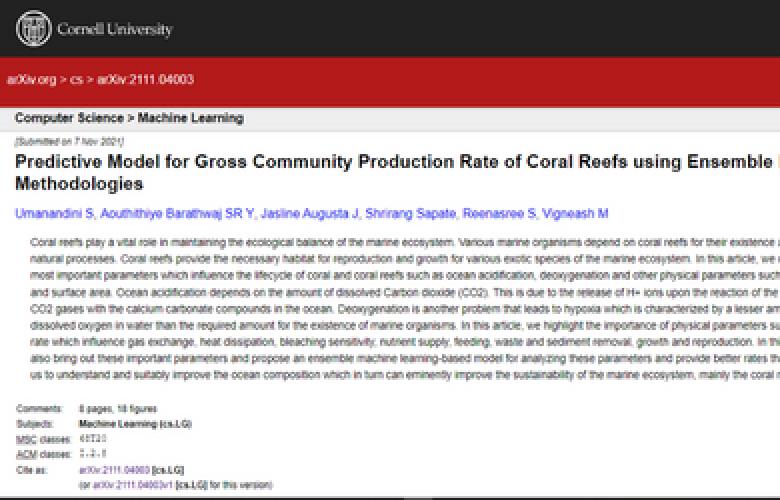 Cornell University
arXiv.org > cs > arXiv:2111.04003
Computer Science > Machine Learning
[Submitted on 7 Nov 2021]
Predictive Model for Gross Community Production Rate of Coral Reefs using Ensemble
Methodologies
Umanandini S, Aouthithiye Barathwaj SR Y, Jasline Augusta J, Shrirang Sapate, Reenasree S, Vigneash M
Coral reefs play a vital role in maintaining the ecological balance of the marine ecosystem. Various marine organisms depend on coral reefs for their existence
natural processes. Coral reefs provide the necessary habitat for reproduction and growth for various exotic species of the marine ecosystem. In this article, we
most important parameters which influence the lifecycle of coral and coral reefs such as ocean acidification, deoxygenation and other physical parameters such
and surface area. Ocean acidification depends on the amount of dissolved Carbon dioxide (CO2). This is due to the release of H+ ions upon the reaction of the
CO2 gases with the calcium carbonate compounds in the ocean. Deoxygenation is another problem that leads to hypoxia which is characterized by a lesser am
dissolved oxygen in water than the required amount for the existence of marine organisms. In this article, we highlight the importance of physical parameters su
rate which influence gas exchange, heat dissipation, bleaching sensitivity, nutrient supply, feeding, waste and sediment removal, growth and reproduction. In thi
also bring out these important parameters and propose an ensemble machine learning-based model for analyzing these parameters and provide better rates tha
us to understand and suitably improve the ocean composition which in turn can eminently improve the sustainability of the marine ecosystem, mainly the coral r
Comments: 8 pages, 18 figures
Subjects: Machine Learning (cs.LG)
MSC classes: 68T20
ACM classes: I.2.8
Cite as: arXiv:2111.04003 [cs.LG]
(or arXiv:2111.04003v1 [cs.LG] for this version)